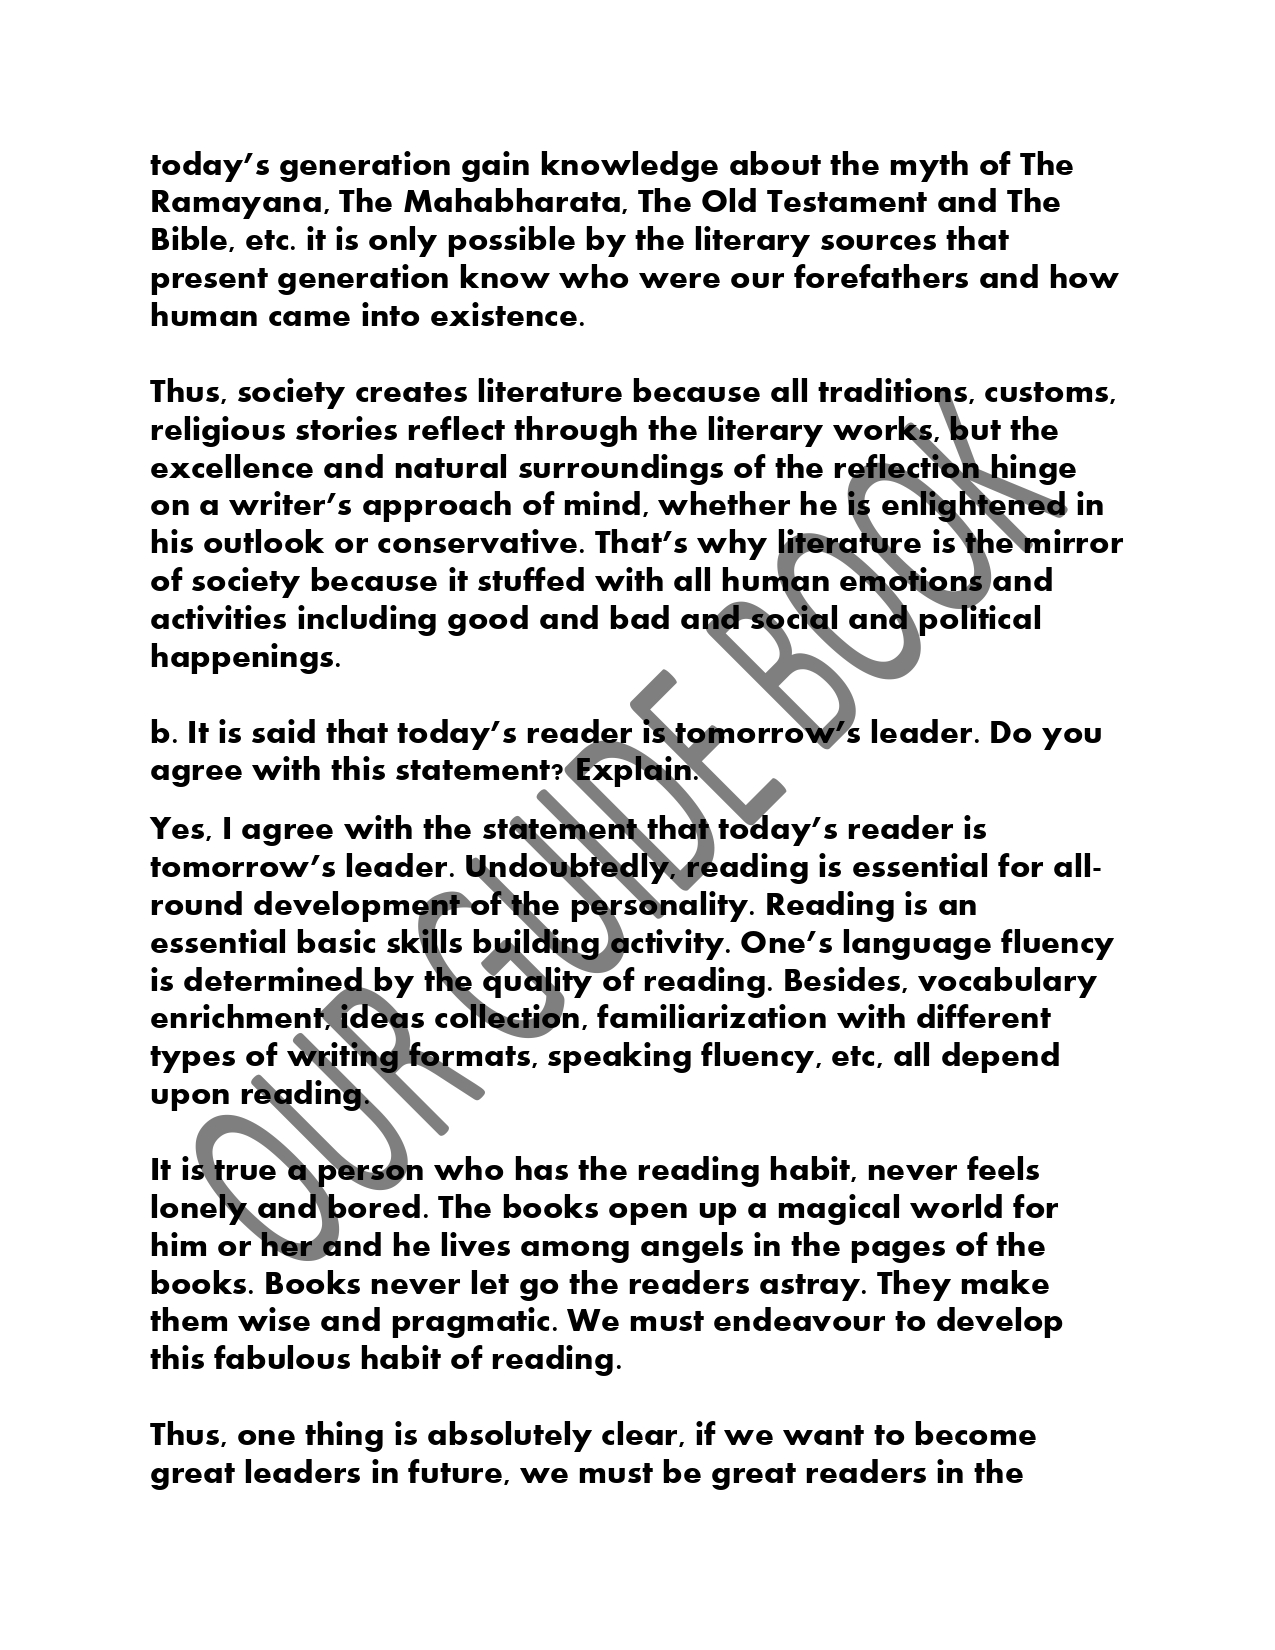 today’s generation gain knowledge about the myth of The
Ramayana, The Mahabharata, The Old Testament and The
Bible, etc. it is only possible by the literary sources that
present generation know who were our forefathers and how
human came into existence.
Thus, society creates literature because all traditions, customs,
religious stories reflect through the literary works, but the
excellence and natural surroundings of the reflection hinge
on a writer’s approach of mind, whether he is enlightened in
his outlook or conservative. That’s why literature is the mirror
of society because it stuffed with all human emotions and
activities including good and bad and social and political
happenings.
b. It is said that today’s reader is tomorrow’s leader. Do you
agree with this statement? Explain.
Yes, I agree with the statement that today’s reader is
tomorrow’s leader. Undoubtedly, reading is essential for all-
round development of the personality. Reading is an
essential basic skills building activity. One’s language fluency
is determined by the quality of reading. Besides, vocabulary
enrichment, ideas collection, familiarization with different
types of writing formats, speaking fluency, etc, all depend
upon reading.
It is true a person who has the reading habit, never feels
lonely and bored. The books open up a magical world for
him or her and he lives among angels in the pages of the
books. Books never let go the readers astray. They make
them wise and pragmatic. We must endeavour to develop
this fabulous habit of reading.
Thus, one thing is absolutely clear, if we want to become
great leaders in future, we must be great readers in the
OUR GUIDE BOOK